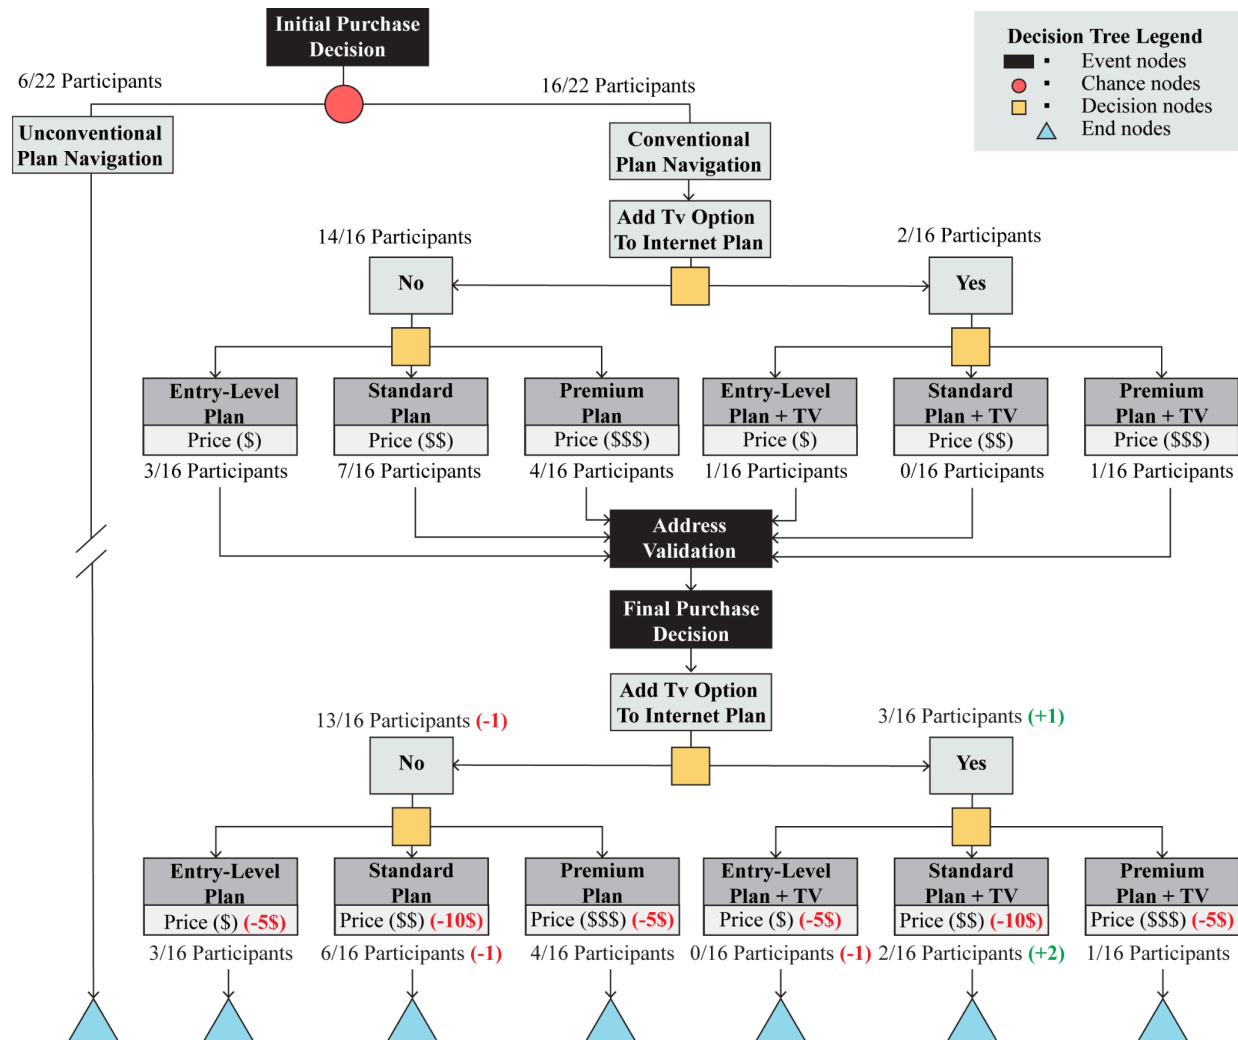 Initial Purchase
Decision
Decision Tree Legend
▪ Event nodes
▪ Chance nodes
▪ Decision nodes
End nodes
6/22 Participants
16/22 Participants
Unconventional
Plan Navigation
Conventional
Plan Navigation
Add Tv Option
To Internet Plan
14/16 Participants
2/16 Participants
No
Yes
Entry-Level
Plan
Price ($)
3/16 Participants
Standard
Plan
Price ($$)
7/16 Participants
Premium
Plan
Price ($$$)
4/16 Participants
Entry-Level
Plan + TV
Price ($)
1/16 Participants
Standard
Plan + TV
Price ($$)
0/16 Participants
Premium
Plan + TV
Price ($$$)
1/16 Participants
Address
Validation
Final Purchase
Decision
Add Tv Option
To Internet Plan
13/16 Participants (-1)
3/16 Participants (+1)
No
Yes
Entry-Level
Plan
Price ($) (-5$)
3/16 Participants
Standard
Plan
Price ($$) (-10$)
6/16 Participants (-1)
Premium
Plan
Price ($$$) (-5$)
4/16 Participants
Entry-Level
Plan + TV
Price ($) (-5$)
0/16 Participants (-1)
Standard
Plan + TV
Price ($$) (-10$)
2/16 Participants (+2)
Premium
Plan + TV
Price ($$$) (-5$)
1/16 Participants